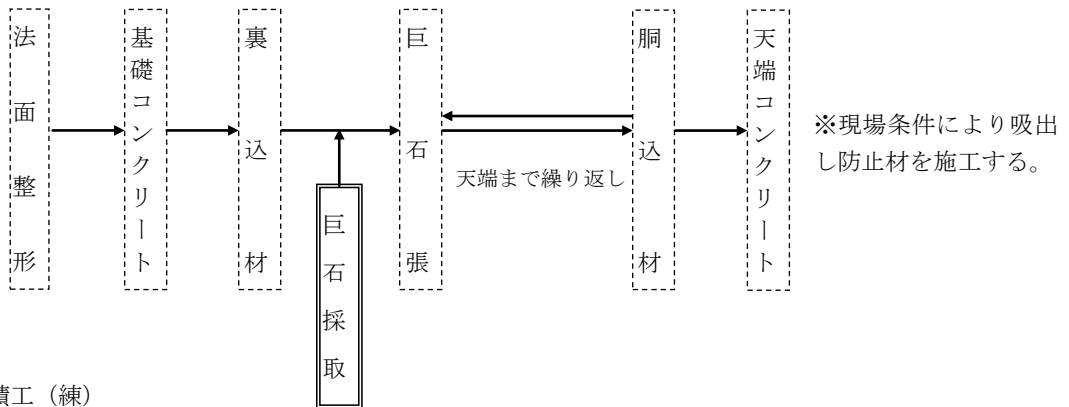 法面整形
基礎コンクリート
裏込材
巨石採取
巨石張
天端まで繰り返し
胴込材
天端コンクリート
※現場条件により吸出
し防止材を施工する。
工（練）